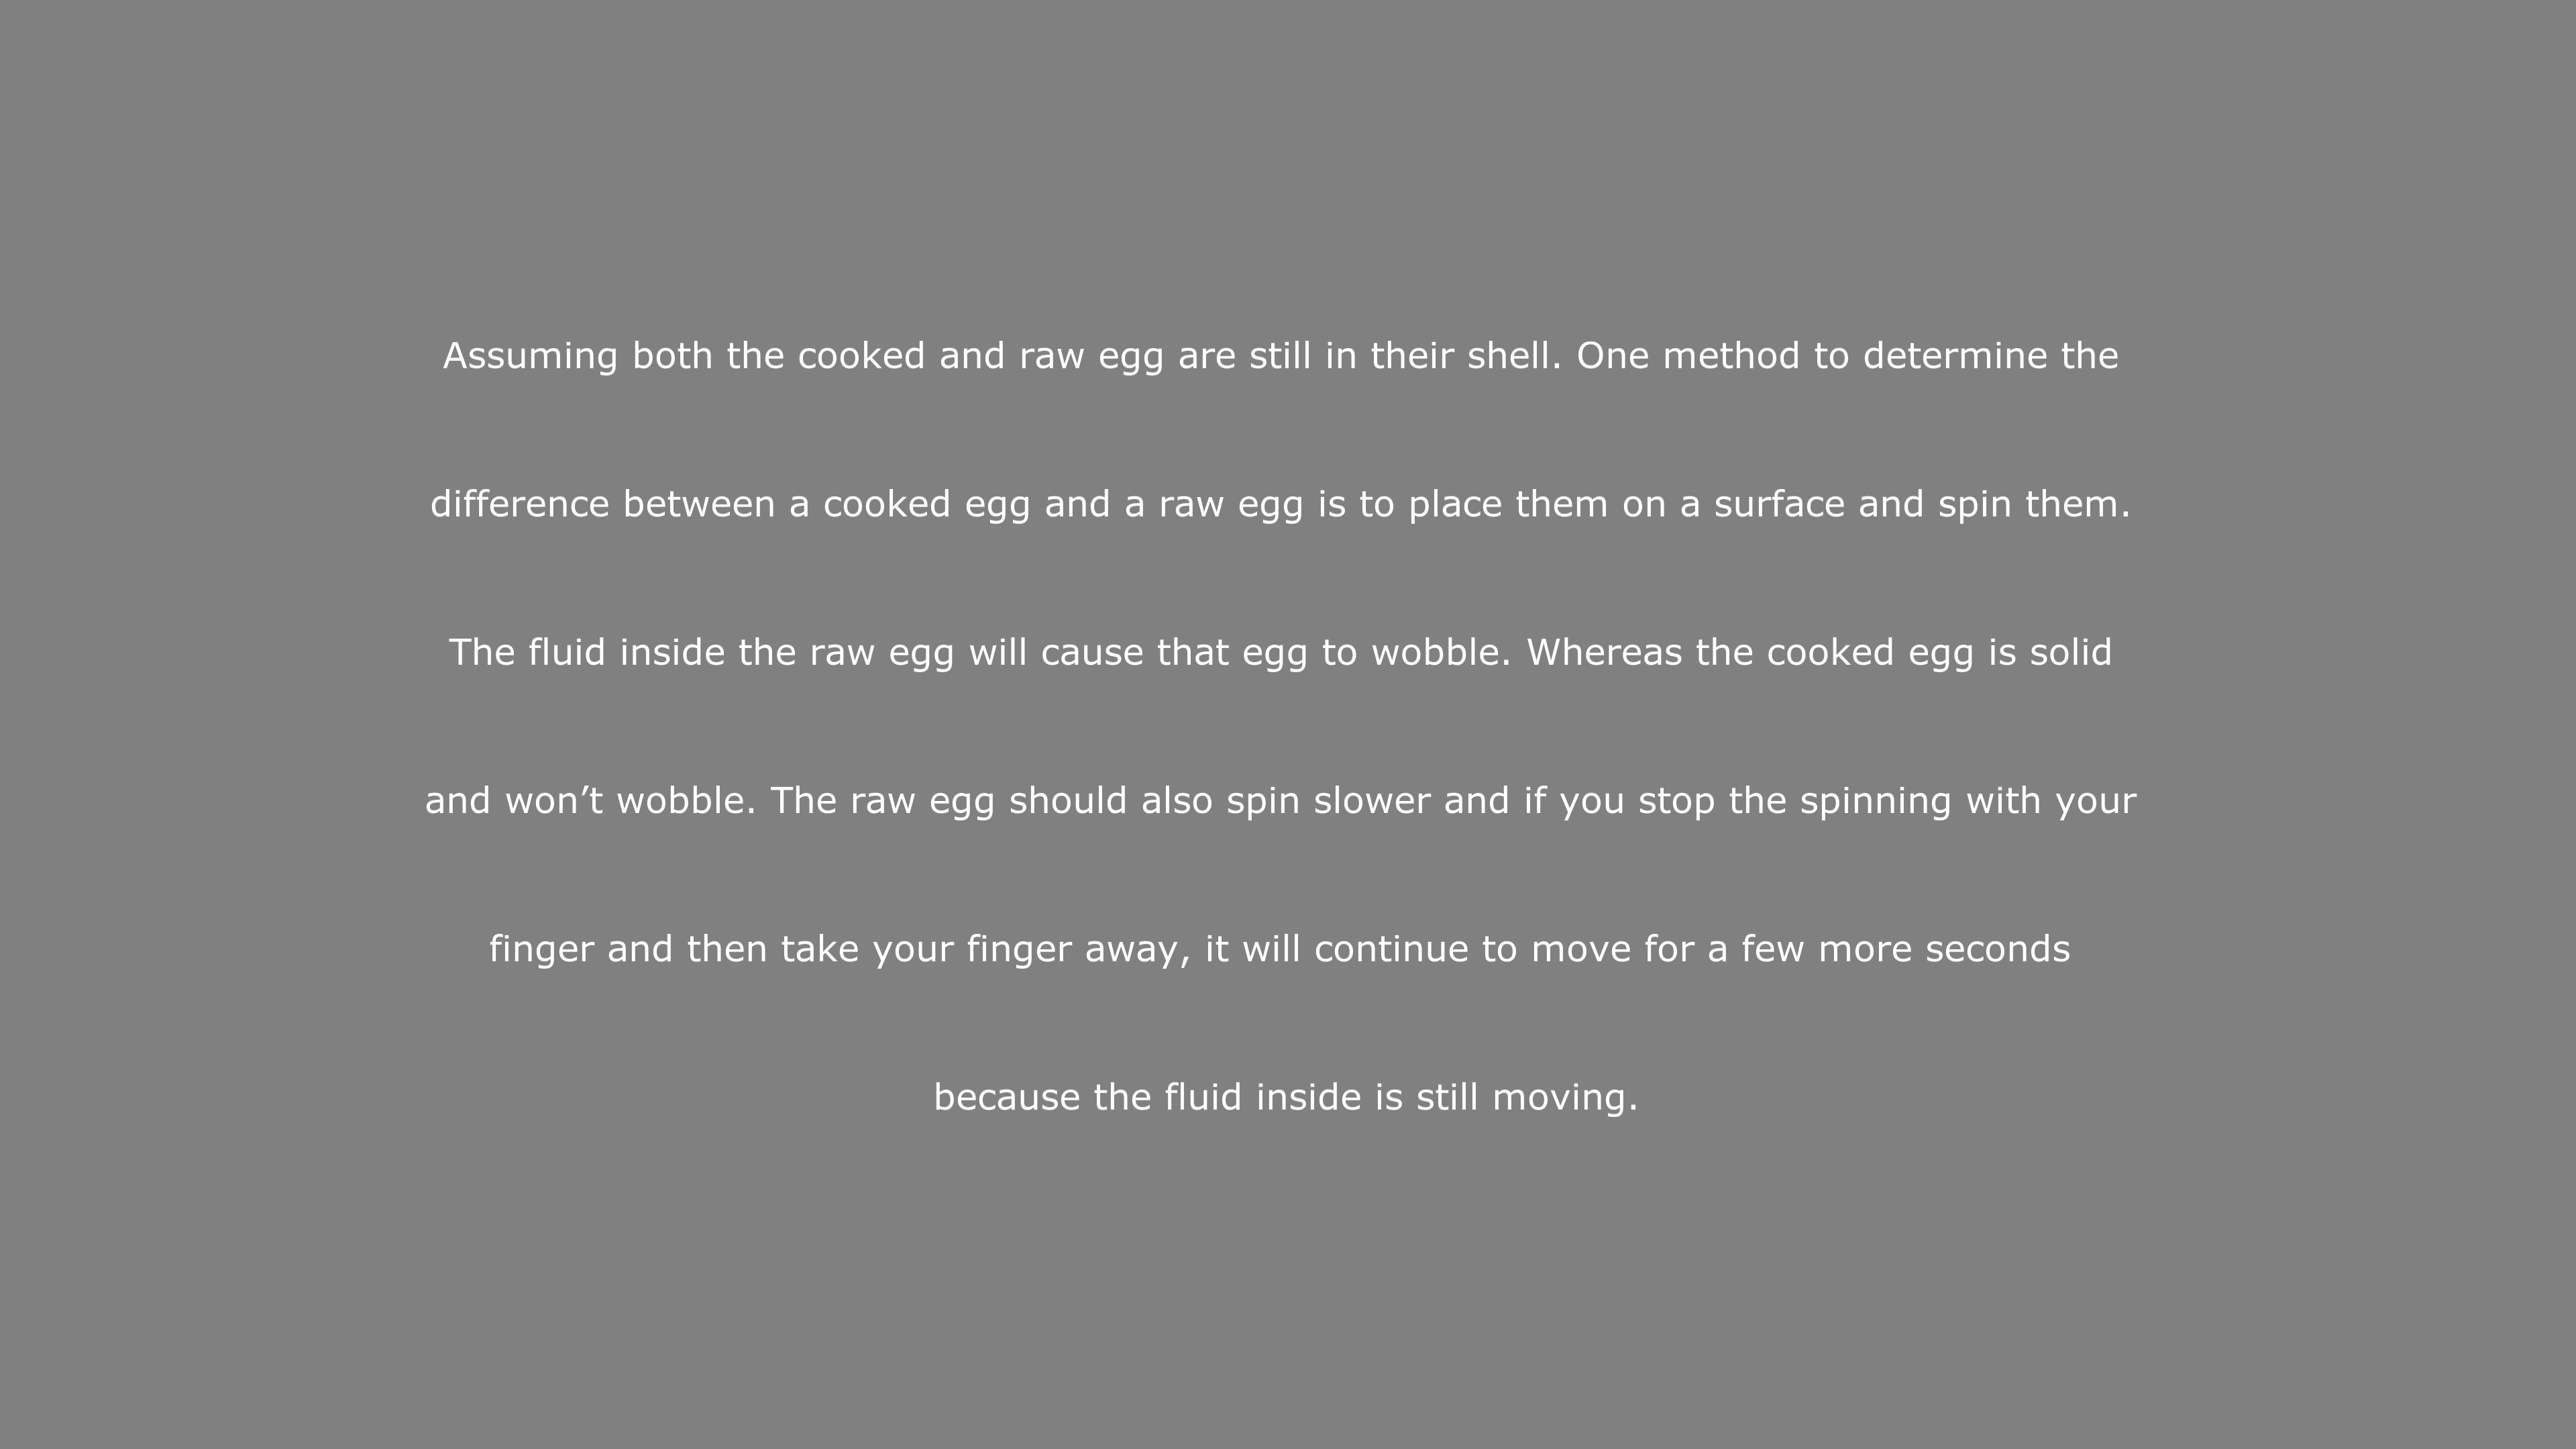 Assuming both the cooked and raw egg are still in their shell. One method to determine the
difference between a cooked egg and a raw egg is to place them on a surface and spin them.
The fluid inside the raw egg will cause that egg to wobble. Whereas the cooked egg is solid
and won’t wobble. The raw egg should also spin slower and if you stop the spinning with your
finger and then take your finger away, it will continue to move for a few more seconds
because the fluid inside is still moving.